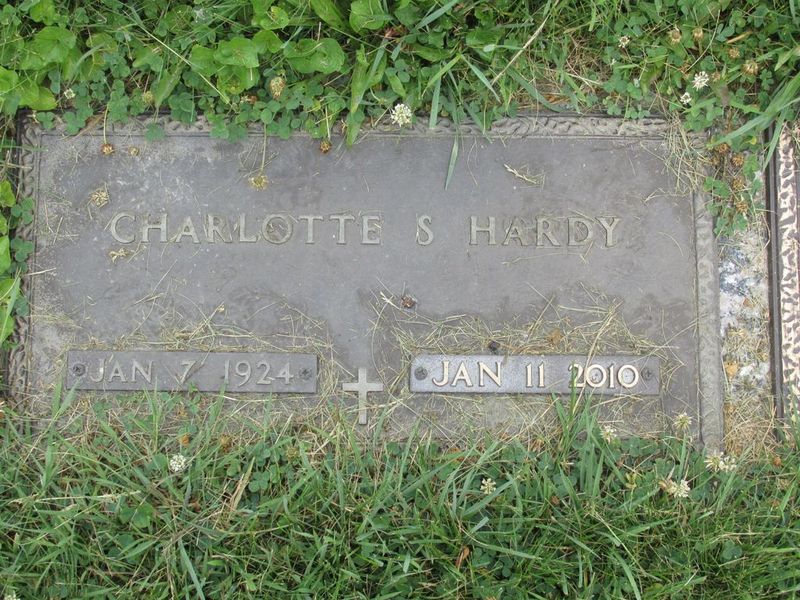 CHARLOTTE S HARDY
JAN 7 1924 JAN 11 2010